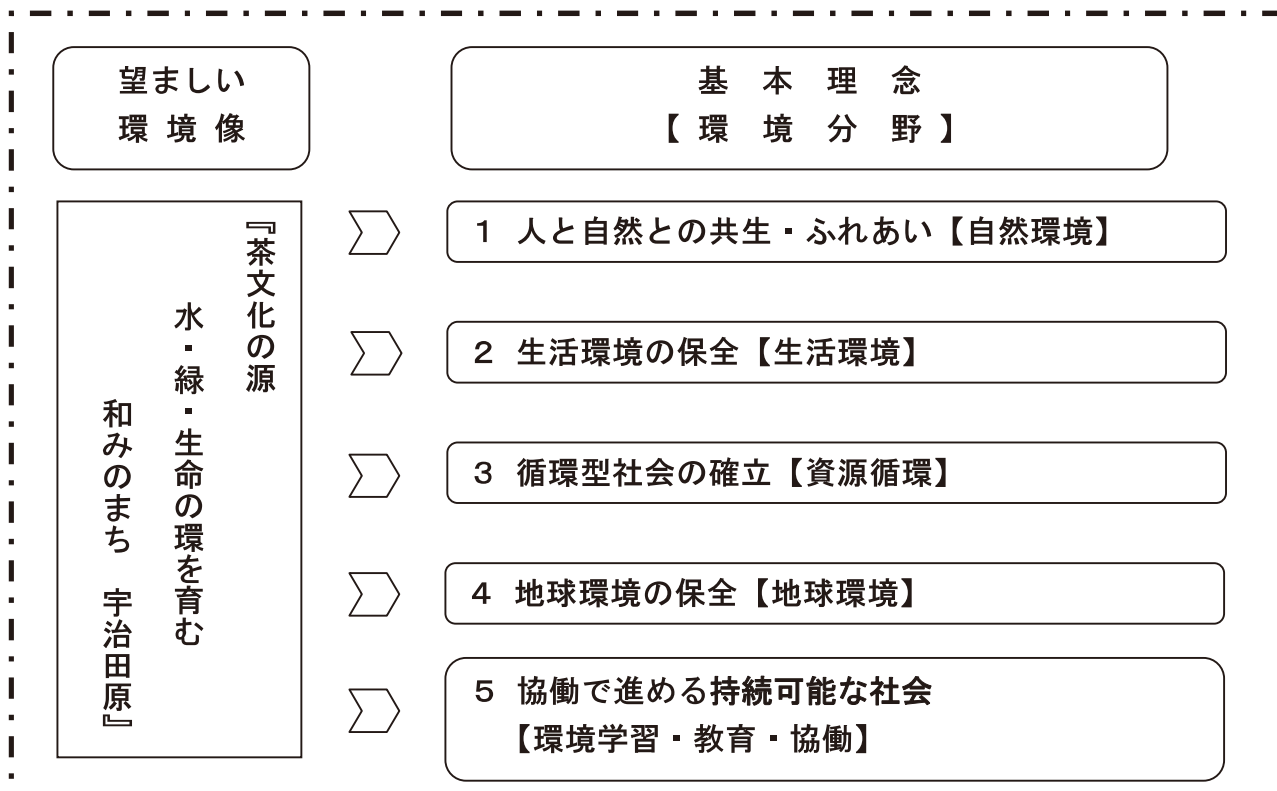 望ましい
環境像
基本理念
【環境分野】
『茶文化の源
水・緑・生命の環を育む
和みのまち　宇治田原』
1 人と自然との共生・ふれあい【自然環境】
2 生活環境の保全【生活環境】
3 循環型社会の確立【資源循環】
4 地球環境の保全【地球環境】
5 協働で進める持続可能な社会
【環境学習・教育・協働】